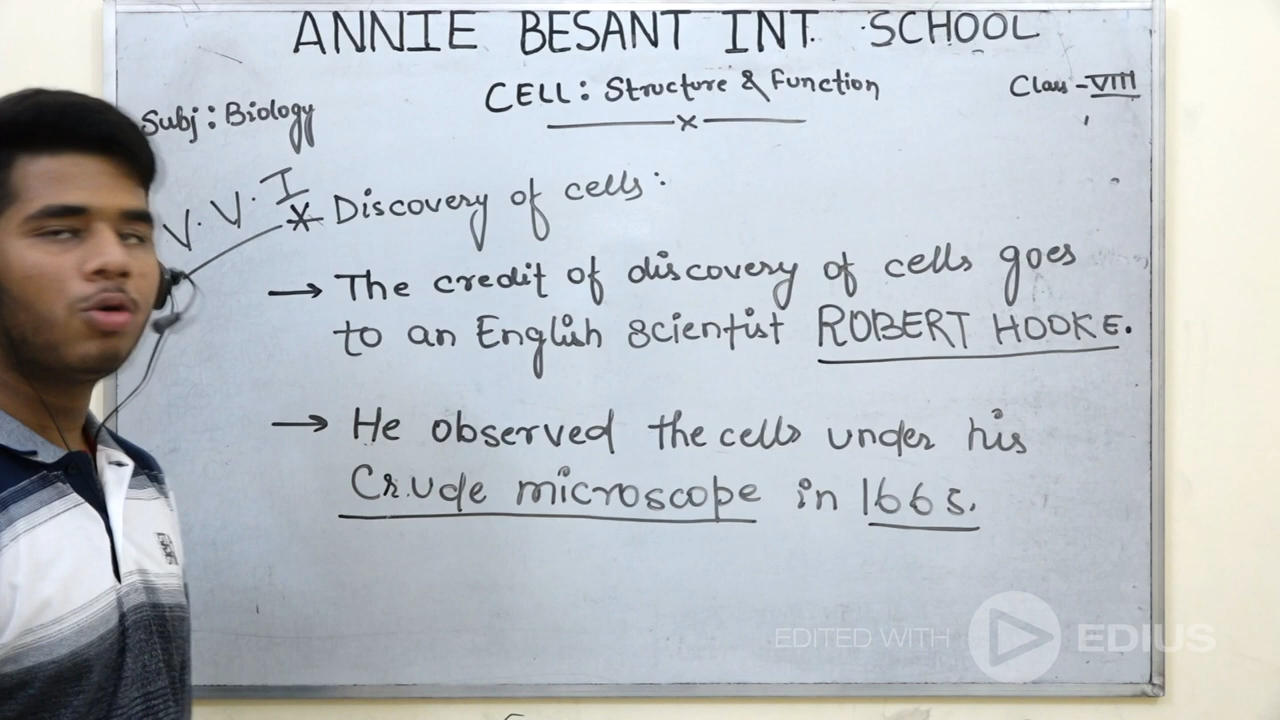 ANNIE BESANT INT. SCHOOL
CELL: Structure & Function
Class - VIII
Subj: Biology
V. V. I
* Discovery of cells:
→ The credit of discovery of cells goes
to an English scientist ROBERT HOOKE.
→ He observed the cells under his
Crude microscope in 1665.
EDITED WITH EDIUS